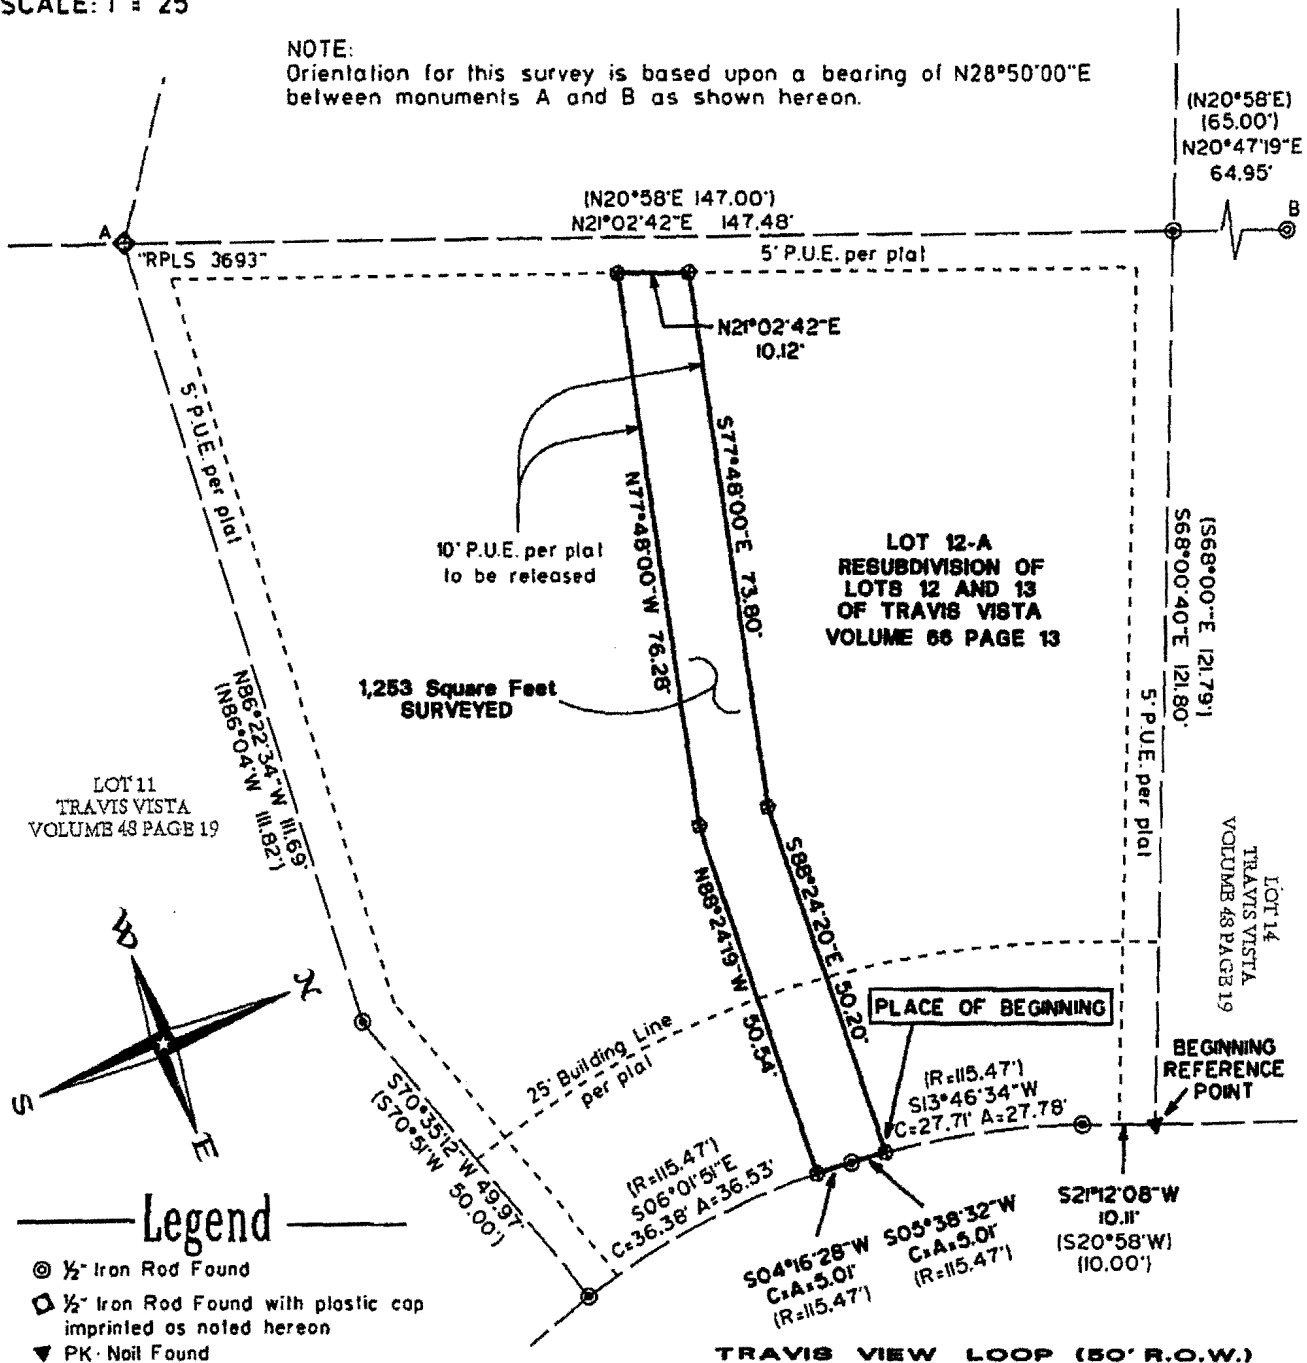 SCALE: 1" = 25'
NOTE:
Orientation for this survey is based upon a bearing of N28°50'00"E
between monuments A and B as shown hereon.
(N20°58'E)
(65.00')
N20°47'19"E
64.95'
(N20°58'E 147.00')
N21°02'42"E 147.48'
A
B
"RPLS 3693"
5' P.U.E. per plat
N21°02'42"E
10.12'
5' P.U.E. per plat
S77°48'00"E 73.80'
N77°48'00"W 76.28'
10' P.U.E. per plat
to be released
LOT 12-A
RESUBDIVISION OF
LOTS 12 AND 13
OF TRAVIS VISTA
VOLUME 66 PAGE 13
(S68°00'E 121.79')
S68°00'40"E 121.80'
1,253 Square Feet
SURVEYED
5' P.U.E. per plat
N86°22'34"W 111.69'
(N86°04'W 111.82')
LOT 11
TRAVIS VISTA
VOLUME 48 PAGE 19
LOT 14
TRAVIS VISTA
VOLUME 48 PAGE 19
N88°24'19"W 50.54'
S88°24'20"E 50.20'
W
N
S
E
PLACE OF BEGINNING
25' Building Line
per plat
BEGINNING
REFERENCE
POINT
(R=115.47')
S13°46'34"W
C=27.71' A=27.78'
S70°35'12"W 49.97'
(S70°51'W 50.00')
(R=115.47')
S06°01'51"E
C=36.38' A=36.53'
S04°16'28"W
C=A=5.01'
(R=115.47')
S05°38'32"W
C=A=5.01'
(R=115.47')
S21°12'08"W
10.11'
(S20°58'W)
(10.00')
Legend
½" Iron Rod Found
½" Iron Rod Found with plastic cap
imprinted as noted hereon
PK Nail Found
TRAVIS VIEW LOOP (50' R.O.W.)